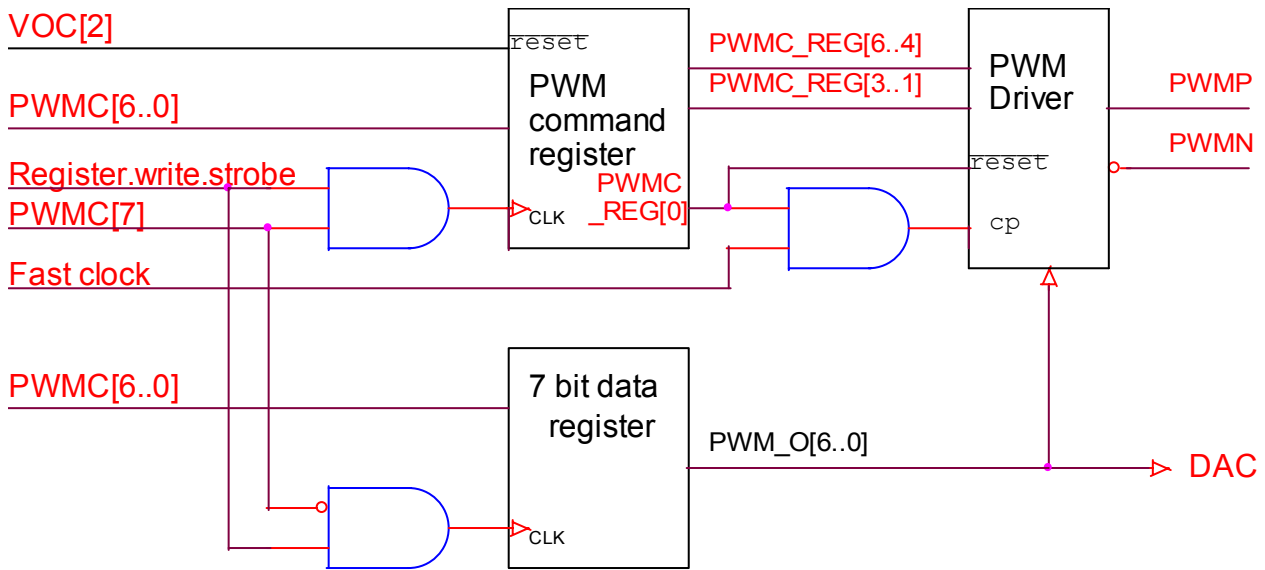 VOC[2]
reset
PWMC_REG[6..4]
PWM
command
register
PWM
Driver
PWMC_REG[3..1]
PWMP
PWMC[6..0]
PWMN
Register.write.strobe
PWMC
_REG[0]
reset
PWMC[7]
CLK
cp
Fast clock
PWMC[6..0]
7 bit data
register
PWM_O[6..0]
DAC
CLK